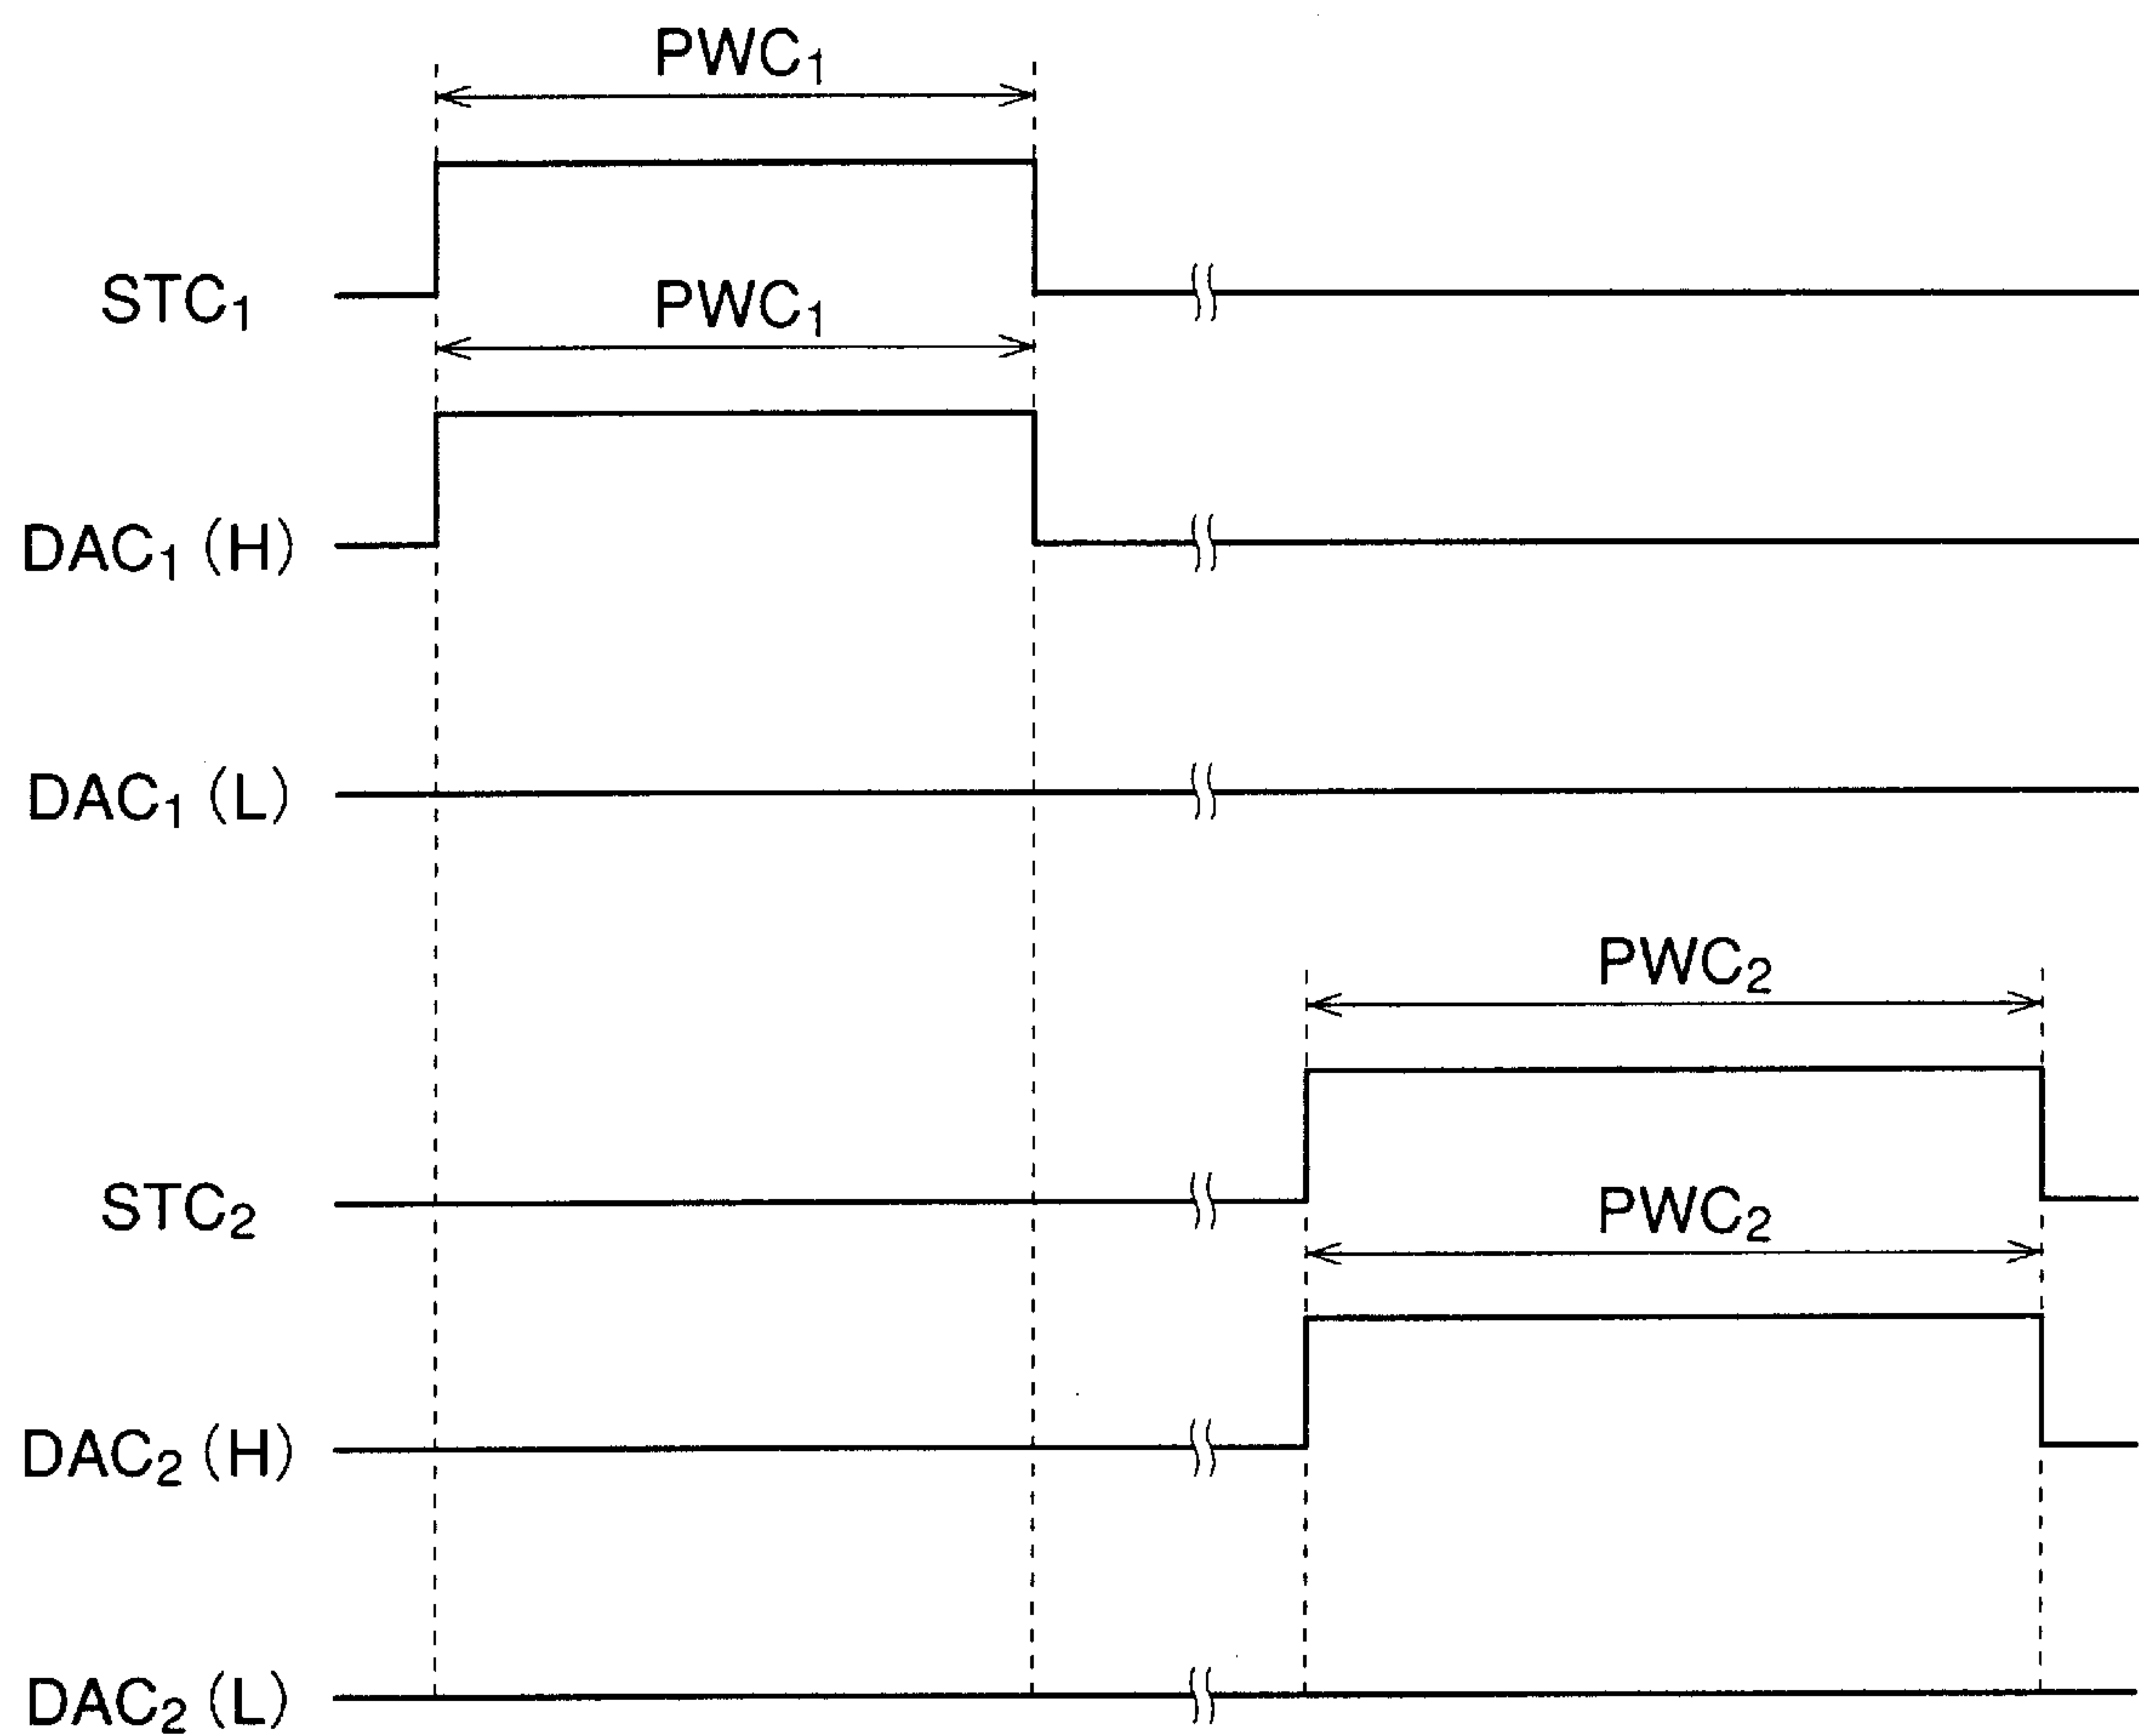 PWC₁
STC₁
PWC₁
DAC₁ (H)
DAC₁ (L)
PWC₂
STC₂
PWC₂
DAC₂ (H)
DAC₂ (L)